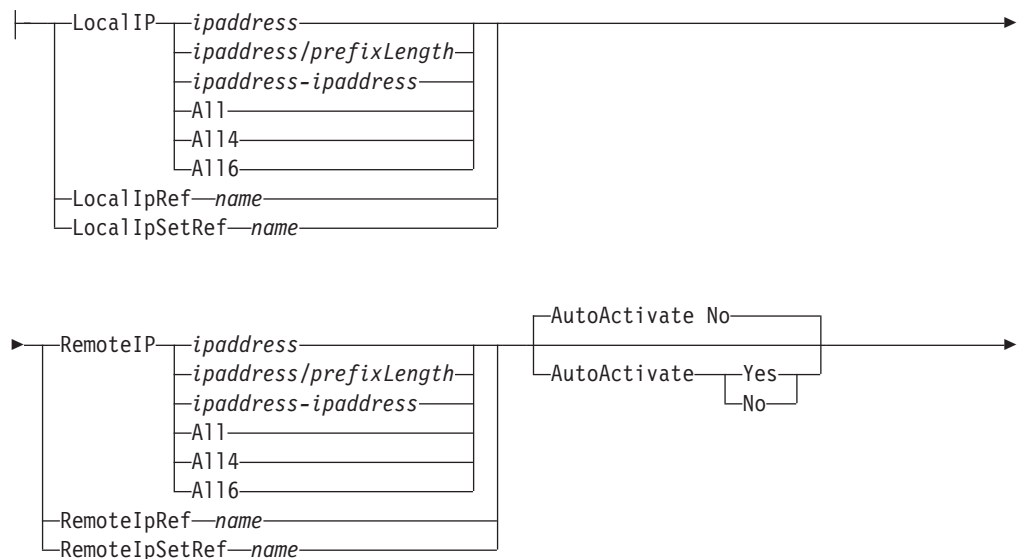 LocalIP ipaddress
ipaddress/prefixLength
ipaddress-ipaddress
All
All4
All6
LocalIpRef name
LocalIpSetRef name
AutoActivate No
RemoteIP ipaddress
AutoActivate Yes
ipaddress/prefixLength
No
ipaddress-ipaddress
All
All4
All6
RemoteIpRef name
RemoteIpSetRef name